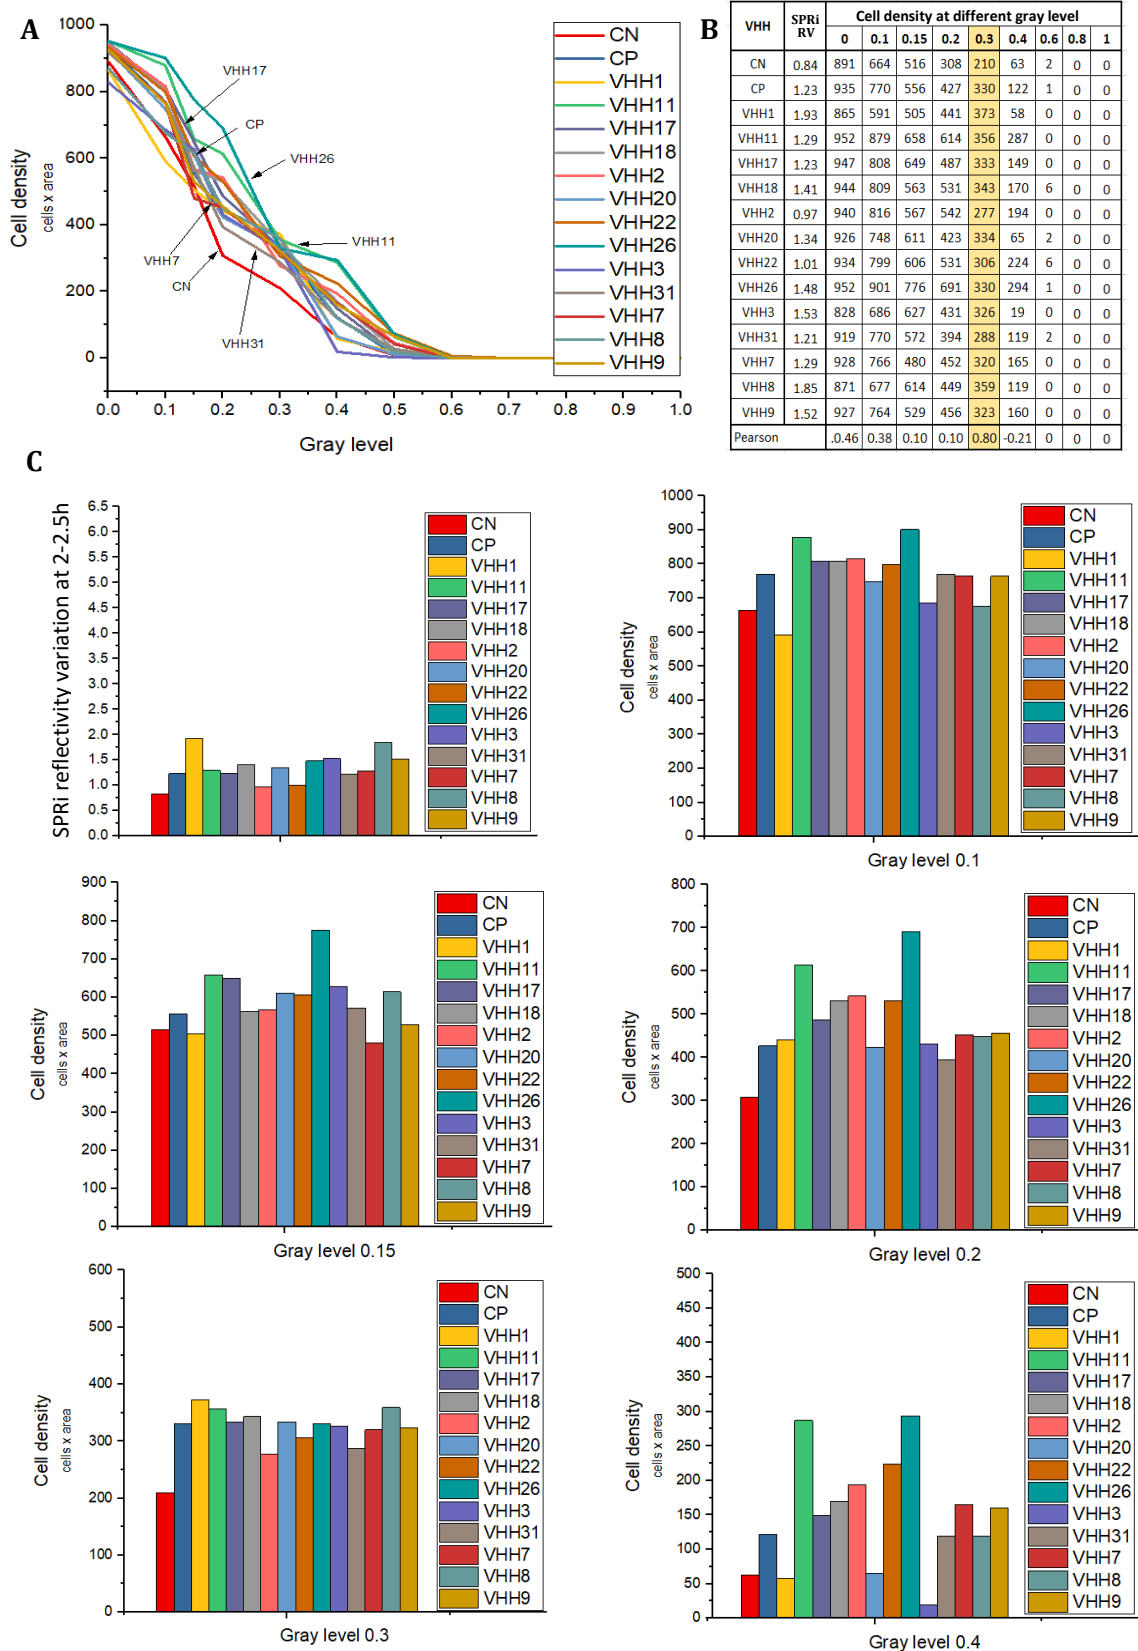 A
1000
800
600
400
200
0
Cell density
cells x area
0.0 0.1 0.2 0.3 0.4 0.5 0.6 0.7 0.8 0.9 1.0
Gray level
VHH17
CP
VHH26
VHH11
VHH7
CN
VHH31
CN
CP
VHH1
VHH11
VHH17
VHH18
VHH2
VHH20
VHH22
VHH26
VHH3
VHH31
VHH7
VHH8
VHH9
B
VHH SPRi RV Cell density at different gray level
0 0.1 0.15 0.2 0.3 0.4 0.6 0.8 1
CN 0.84 891 664 516 308 210 63 2 0 0
CP 1.23 935 770 556 427 330 122 1 0 0
VHH1 1.93 865 591 505 441 373 58 0 0 0
VHH11 1.29 952 879 658 614 356 287 0 0 0
VHH17 1.23 947 808 649 487 333 149 0 0 0
VHH18 1.41 944 809 563 531 343 170 6 0 0
VHH2 0.97 940 816 567 542 277 194 0 0 0
VHH20 1.34 926 748 611 423 334 65 2 0 0
VHH22 1.01 934 799 606 531 306 224 6 0 0
VHH26 1.48 952 901 776 691 330 294 1 0 0
VHH3 1.53 828 686 627 431 326 19 0 0 0
VHH31 1.21 919 770 572 394 288 119 2 0 0
VHH7 1.29 928 766 480 452 320 165 0 0 0
VHH8 1.85 871 677 614 449 359 119 0 0 0
VHH9 1.52 927 764 529 456 323 160 0 0 0
Pearson .0.46 0.38 0.10 0.10 0.80 -0.21 0 0 0
C
SPRi reflectivity variation at 2-2.5h
6.5
6.0
5.5
5.0
4.5
4.0
3.5
3.0
2.5
2.0
1.5
1.0
0.5
0.0
CN
CP
VHH1
VHH11
VHH17
VHH18
VHH2
VHH20
VHH22
VHH26
VHH3
VHH31
VHH7
VHH8
VHH9
Cell density
cells x area
1000
900
800
700
600
500
400
300
200
100
0
CN
CP
VHH1
VHH11
VHH17
VHH18
VHH2
VHH20
VHH22
VHH26
VHH3
VHH31
VHH7
VHH8
VHH9
Gray level 0.1
Cell density
cells x area
900
800
700
600
500
400
300
200
100
0
CN
CP
VHH1
VHH11
VHH17
VHH18
VHH2
VHH20
VHH22
VHH26
VHH3
VHH31
VHH7
VHH8
VHH9
Gray level 0.15
Cell density
cells x area
800
700
600
500
400
300
200
100
0
CN
CP
VHH1
VHH11
VHH17
VHH18
VHH2
VHH20
VHH22
VHH26
VHH3
VHH31
VHH7
VHH8
VHH9
Gray level 0.2
Cell density
cells x area
600
500
400
300
200
100
0
CN
CP
VHH1
VHH11
VHH17
VHH18
VHH2
VHH20
VHH22
VHH26
VHH3
VHH31
VHH7
VHH8
VHH9
Gray level 0.3
Cell density
cells x area
500
450
400
350
300
250
200
150
100
50
0
CN
CP
VHH1
VHH11
VHH17
VHH18
VHH2
VHH20
VHH22
VHH26
VHH3
VHH31
VHH7
VHH8
VHH9
Gray level 0.4